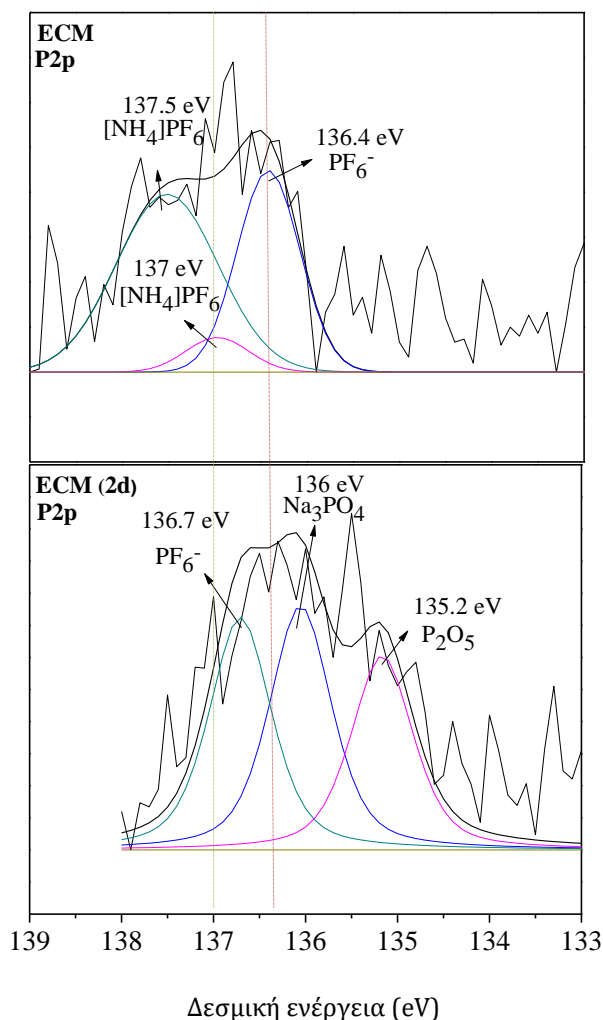 ECM
P2p
137.5 eV
[NH₄]PF₆
136.4 eV
PF₆⁻
137 eV
[NH₄]PF₆
ECM (2d)
P2p
136 eV
Na₃PO₄
136.7 eV
PF₆⁻
135.2 eV
P₂O₅
139 138 137 136 135 134 133
Δεσμική ενέργεια (eV)